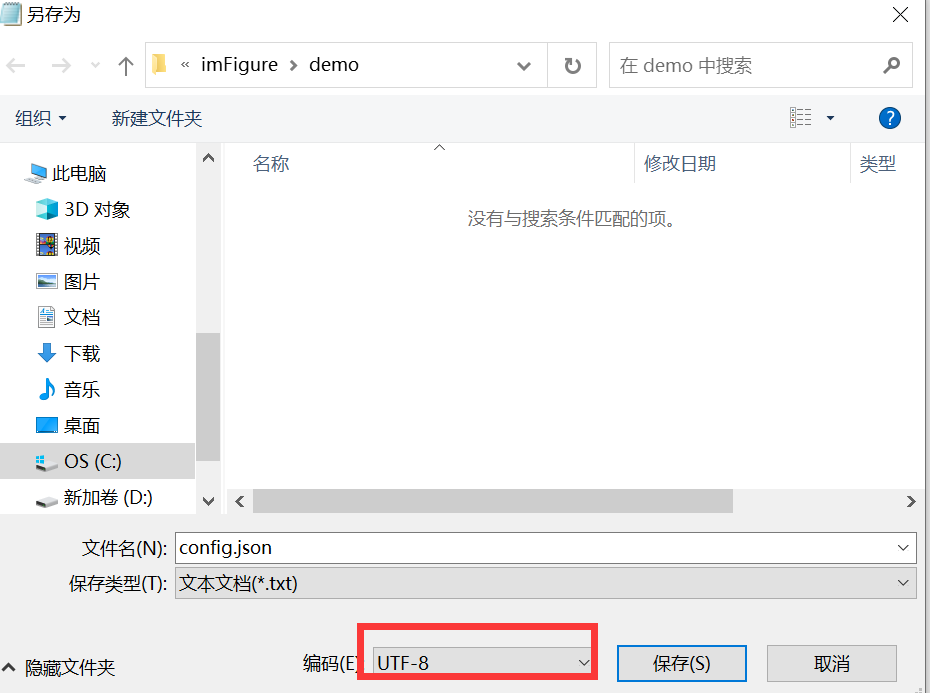 另存为
« imFigure › demo
在 demo 中搜索
组织
新建文件夹
?
名称
修改日期
类型
没有与搜索条件匹配的项。
此电脑
3D 对象
视频
图片
文档
下载
音乐
桌面
OS (C:)
新加卷 (D:)
文件名(N):
config.json
保存类型(T):
文本文档(*.txt)
隐藏文件夹
编码(E
UTF-8
保存(S)
取消